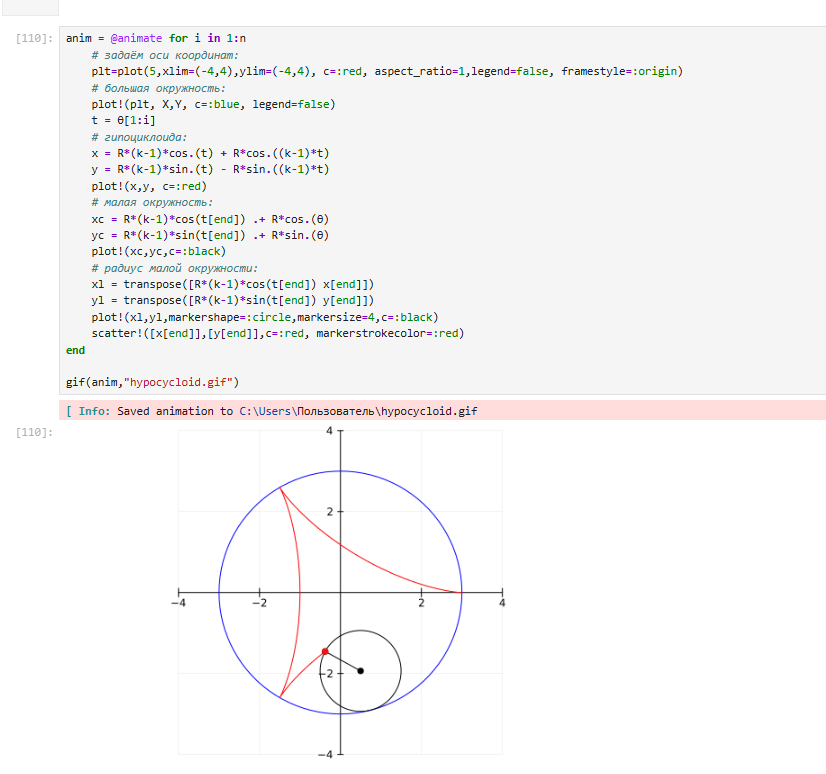 [110]: anim = @animate for i in 1:n
# задаём оси координат:
plt=plot(5,xlim=(-4,4),ylim=(-4,4), c=:red, aspect_ratio=1,legend=false, framestyle=:origin)
# большая окружность:
plot!(plt, X,Y, c=:blue, legend=false)
t = θ[1:i]
# гипоциклоида:
x = R*(k-1)*cos.(t) + R*cos.((k-1)*t)
y = R*(k-1)*sin.(t) - R*sin.((k-1)*t)
plot!(x,y, c=:red)
# малая окружность:
xc = R*(k-1)*cos(t[end]) .+ R*cos.(θ)
yc = R*(k-1)*sin(t[end]) .+ R*sin.(θ)
plot!(xc,yc,c=:black)
# радиус малой окружности:
xl = transpose([R*(k-1)*cos(t[end]) x[end]])
yl = transpose([R*(k-1)*sin(t[end]) y[end]])
plot!(xl,yl,markershape=:circle,markersize=4,c=:black)
scatter!([x[end]],[y[end]],c=:red, markerstrokecolor=:red)
end
gif(anim,"hypocycloid.gif")
[ Info: Saved animation to C:\Users\Пользователь\hypocycloid.gif
[110]:
4
2
−4 −2 2 4
−2
−4